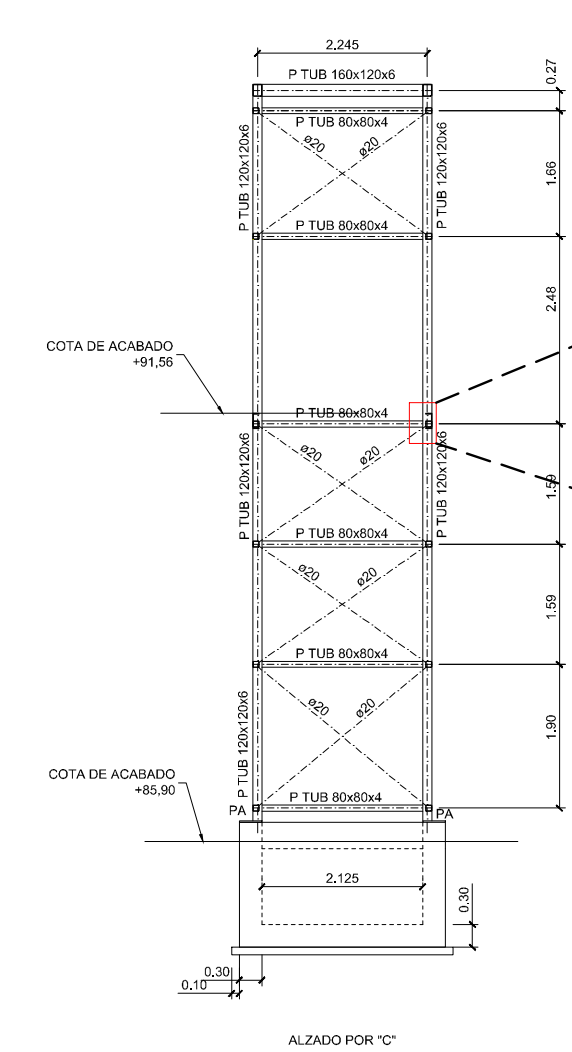 2.245
P TUB 160x120x6
0.27
P TUB 80x80x4
P TUB 120x120x6
ø20
ø20
P TUB 120x120x6
1.66
P TUB 80x80x4
2.48
COTA DE ACABADO
+91,56
P TUB 80x80x4
P TUB 120x120x6
ø20
ø20
P TUB 120x120x6
1.59
P TUB 80x80x4
ø20
ø20
1.59
P TUB 80x80x4
P TUB 120x120x6
ø20
ø20
1.90
COTA DE ACABADO
+85,90
P TUB 80x80x4
PA
PA
2.125
0.30
0.30
0.10
ALZADO POR "C"